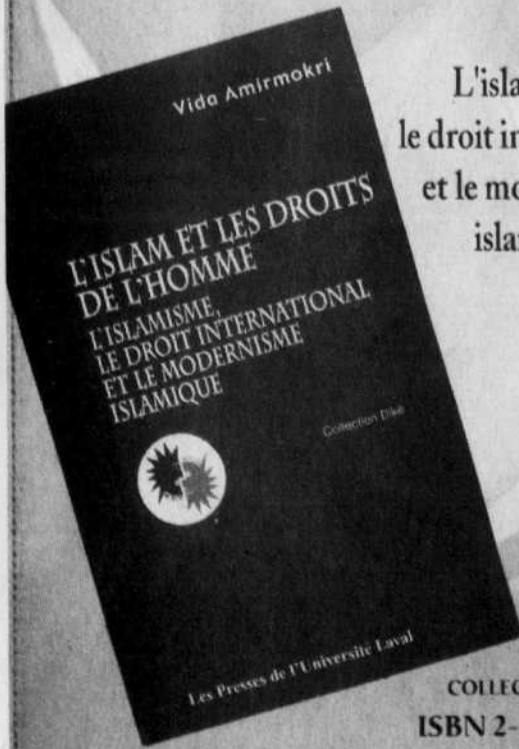 Vida Amirmokri
L'ISLAM ET LES DROITS
DE L'HOMME
L'ISLAMISME,
LE DROIT INTERNATIONAL
ET LE MODERNISME
ISLAMIQUE
Collection Dikè
Les Presses de l'Université Laval
L'isla
le droit in
et le mo
islar
COLLEC
ISBN 2-